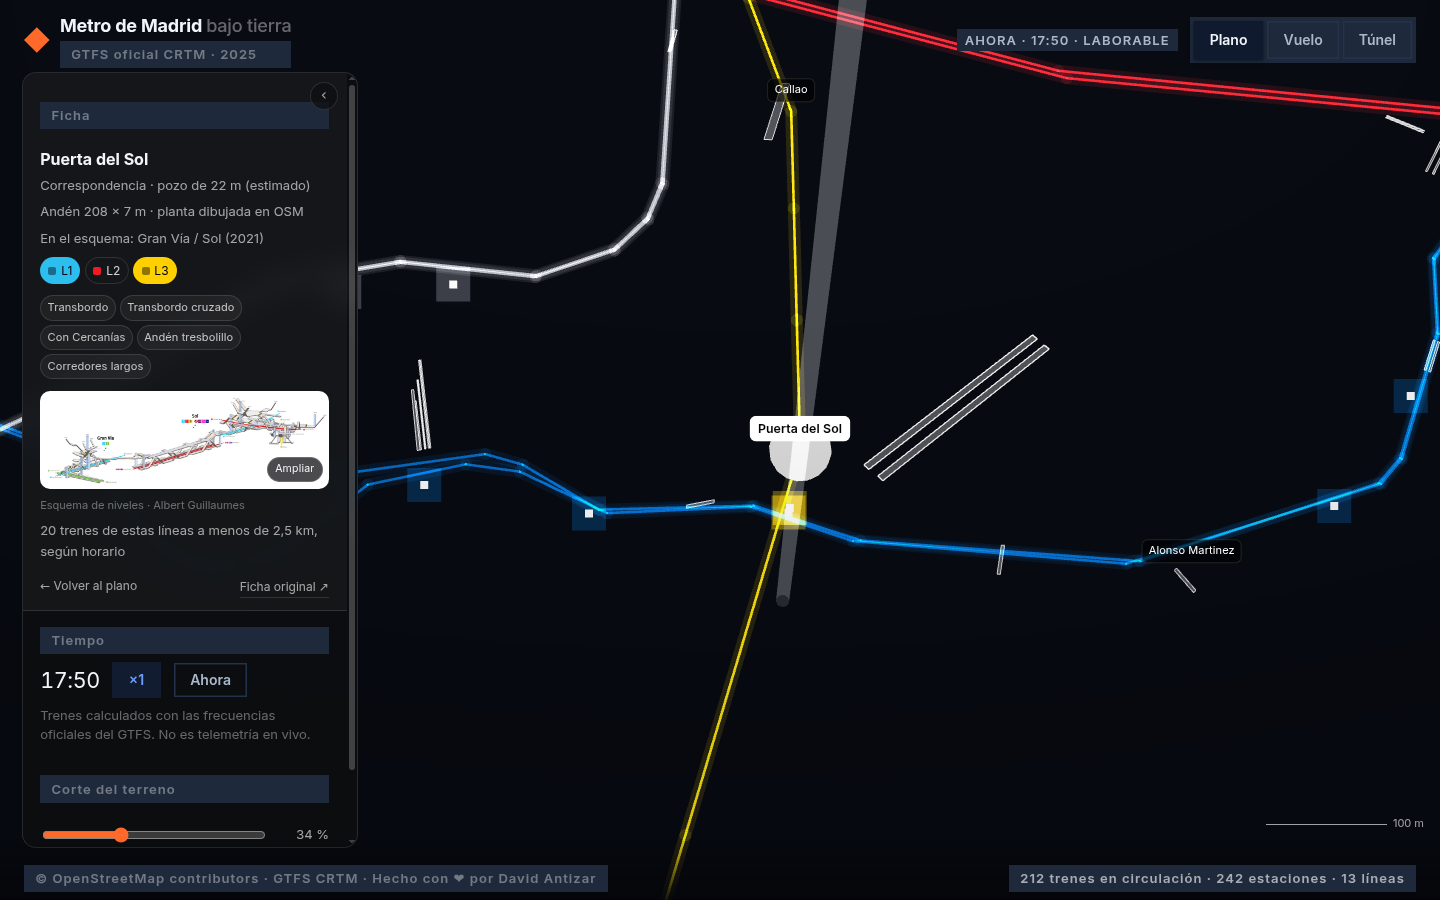 Metro de Madrid bajo tierra
GTFS oficial CRTM · 2025
AHORA · 17:50 · LABORABLE
Plano
Vuelo
Túnel
Ficha
Puerta del Sol
Correspondencia · pozo de 22 m (estimado)
Andén 208 × 7 m · planta dibujada en OSM
En el esquema: Gran Vía / Sol (2021)
L1
L2
L3
Transbordo
Transbordo cruzado
Con Cercanías
Andén tresbolillo
Corredores largos
Gran Vía
Sol
Ampliar
Esquema de niveles · Albert Guillaumes
20 trenes de estas líneas a menos de 2,5 km,
según horario
← Volver al plano
Ficha original ↗
Tiempo
17:50
×1
Ahora
Trenes calculados con las frecuencias
oficiales del GTFS. No es telemetría en vivo.
Corte del terreno
34 %
Callao
Puerta del Sol
Alonso Martinez
100 m
© OpenStreetMap contributors · GTFS CRTM · Hecho con ❤ por David Antizar
212 trenes en circulación · 242 estaciones · 13 líneas